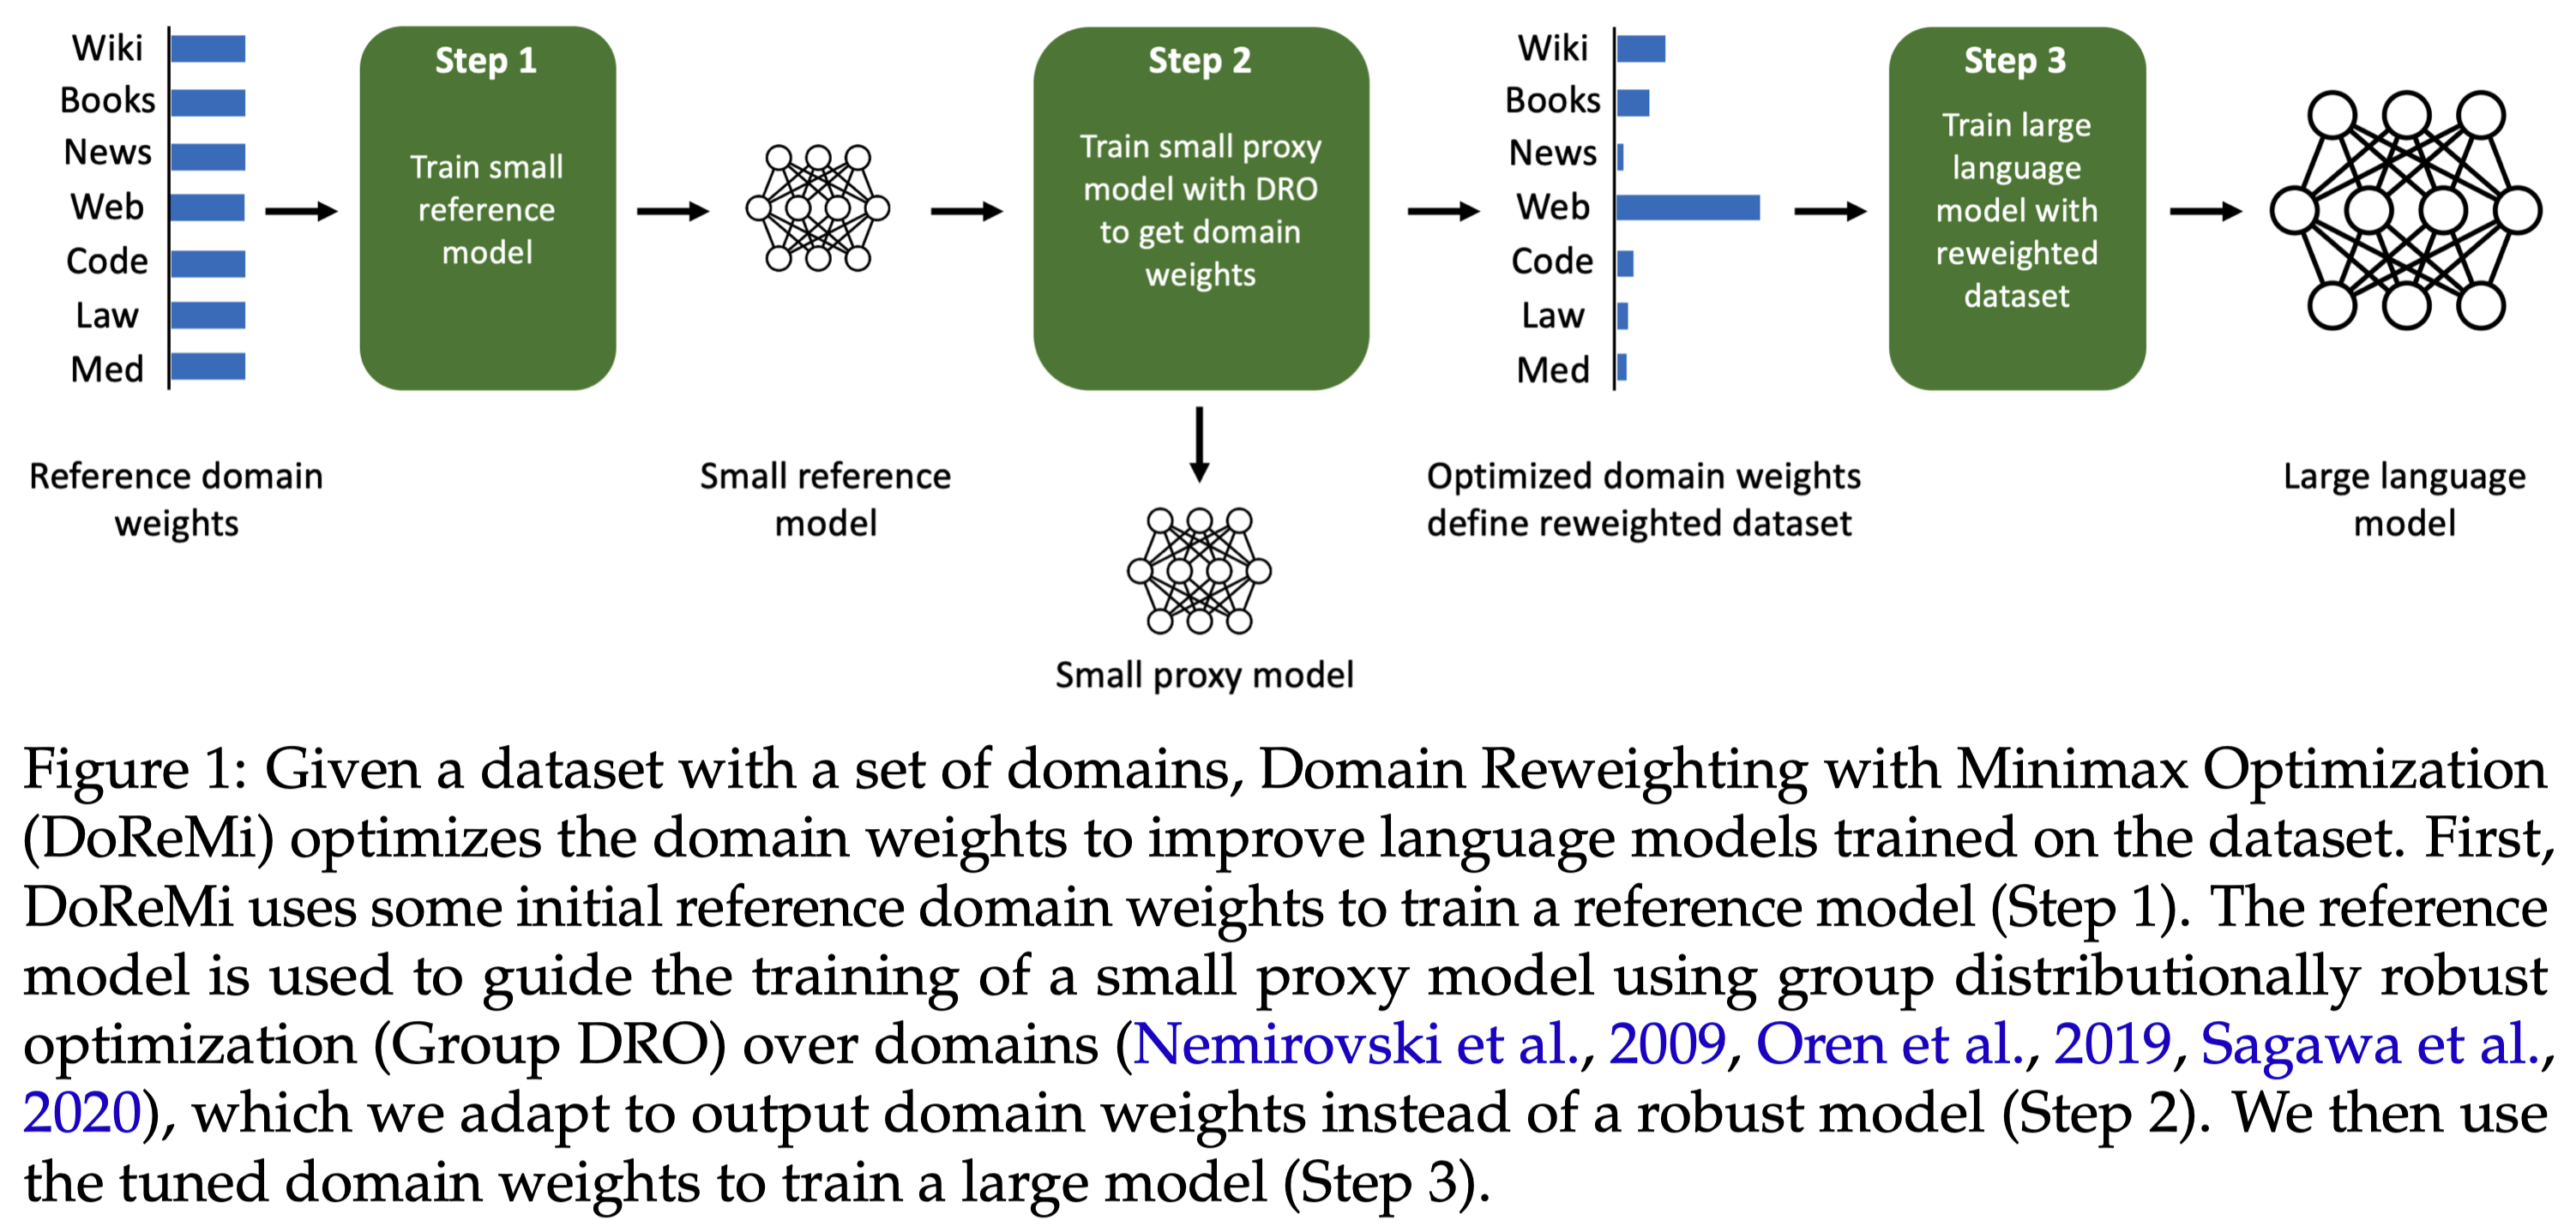 Wiki
Books
News
Web
Code
Law
Med
Reference domain
weights
Step 1
Train small
reference
model
Small reference
model
Step 2
Train small proxy
model with DRO
to get domain
weights
Small proxy model
Wiki
Books
News
Web
Code
Law
Med
Optimized domain weights
define reweighted dataset
Step 3
Train large
language
model with
reweighted
dataset
Large language
model
Figure 1: Given a dataset with a set of domains, Domain Reweighting with Minimax Optimization
(DoReMi) optimizes the domain weights to improve language models trained on the dataset. First,
DoReMi uses some initial reference domain weights to train a reference model (Step 1). The reference
model is used to guide the training of a small proxy model using group distributionally robust
optimization (Group DRO) over domains (Nemirovski et al., 2009, Oren et al., 2019, Sagawa et al.,
2020), which we adapt to output domain weights instead of a robust model (Step 2). We then use
the tuned domain weights to train a large model (Step 3).